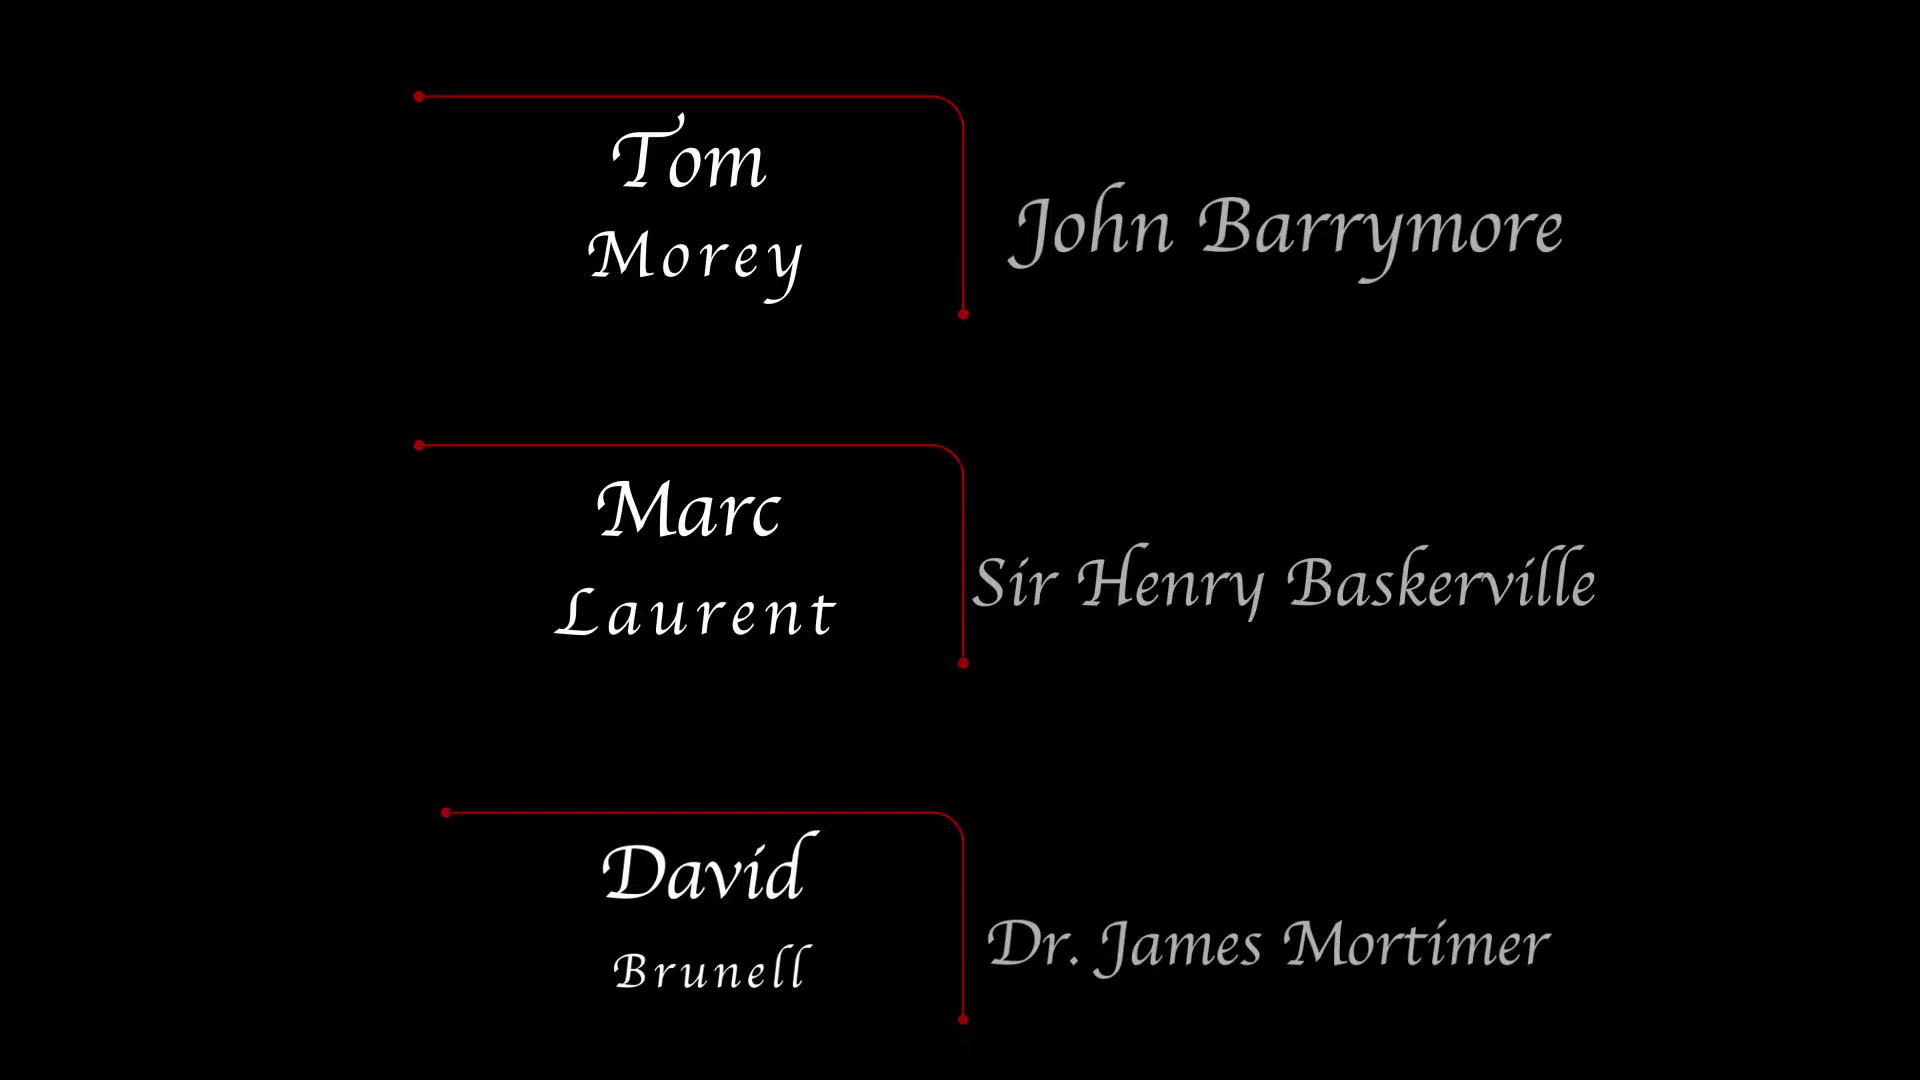 Tom
Morey
John Barrymore
Marc
Laurent
Sir Henry Baskerville
David
Brunell
Dr. James Mortimer